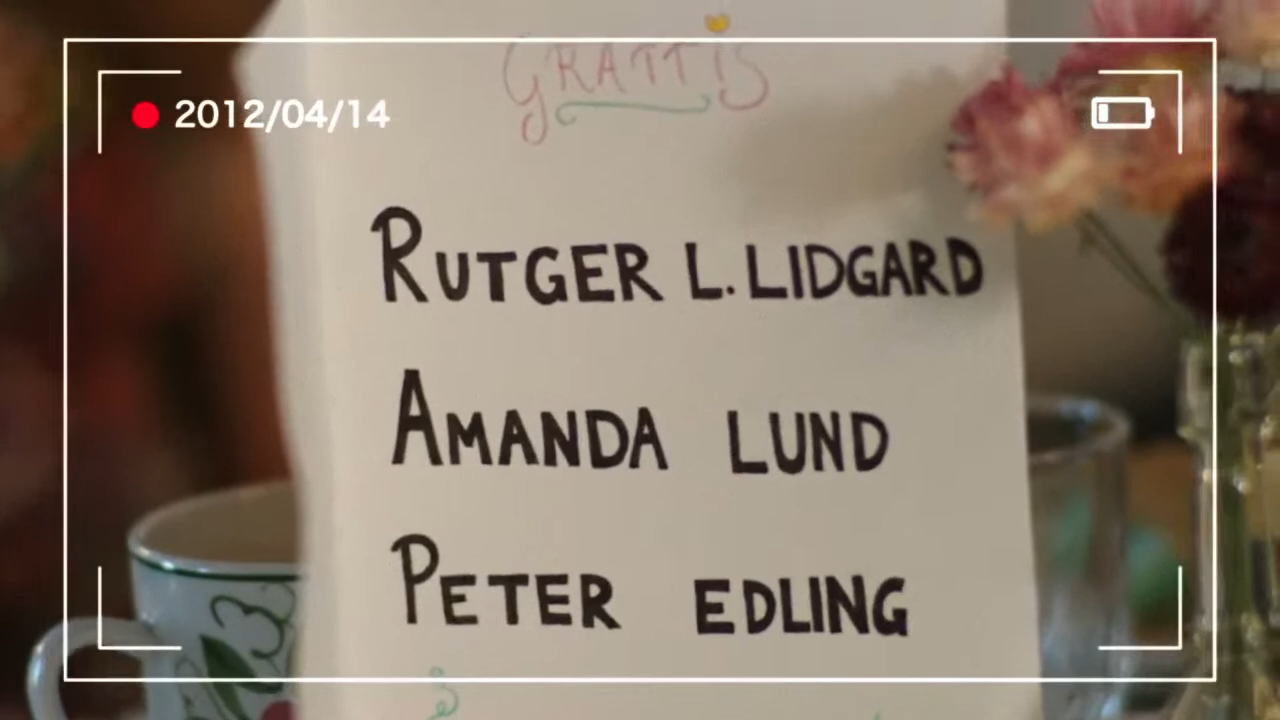 GRATTIS
2012/04/14
RUTGER L. LIDGARD
AMANDA LUND
PETER EDLING